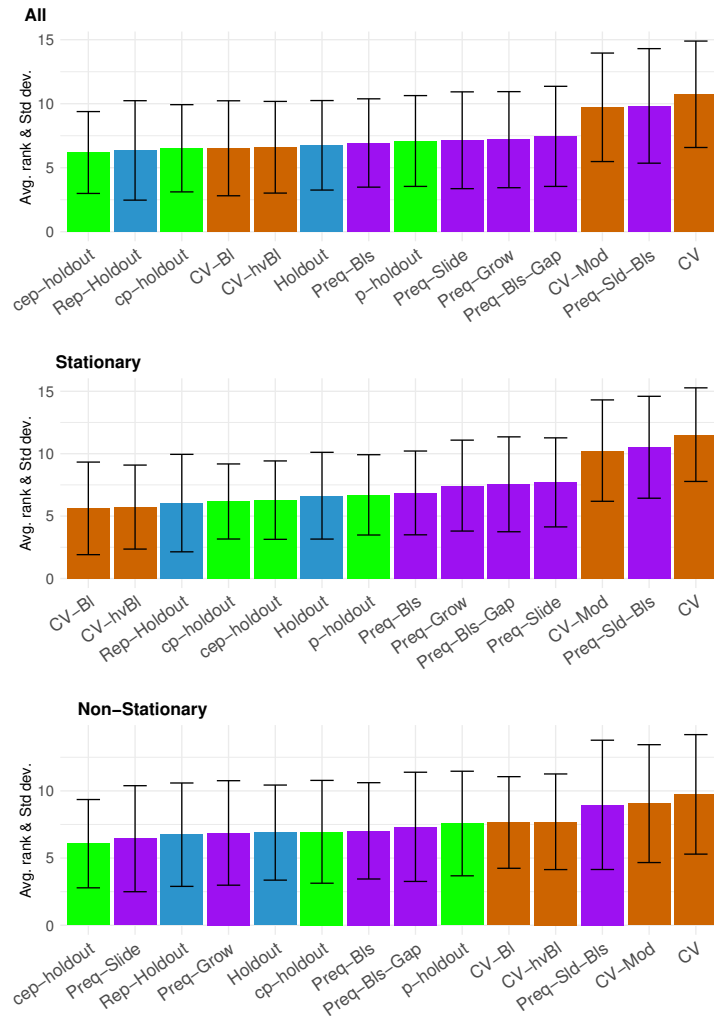 All
Avg. rank & Std dev.
15
10
5
0
cep−holdout
Rep−Holdout
cp−holdout
CV−Bl
CV−hvBl
Holdout
Preq−Bls
p−holdout
Preq−Slide
Preq−Grow
Preq−Bls−Gap
CV−Mod
Preq−Sld−Bls
CV
Stationary
Avg. rank & Std dev.
15
10
5
0
CV−Bl
CV−hvBl
Rep−Holdout
cp−holdout
cep−holdout
Holdout
p−holdout
Preq−Bls
Preq−Grow
Preq−Bls−Gap
Preq−Slide
CV−Mod
Preq−Sld−Bls
CV
Non−Stationary
Avg. rank & Std dev.
10
5
0
cep−holdout
Preq−Slide
Rep−Holdout
Preq−Grow
Holdout
cp−holdout
Preq−Bls
Preq−Bls−Gap
p−holdout
CV−Bl
CV−hvBl
Preq−Sld−Bls
CV−Mod
CV